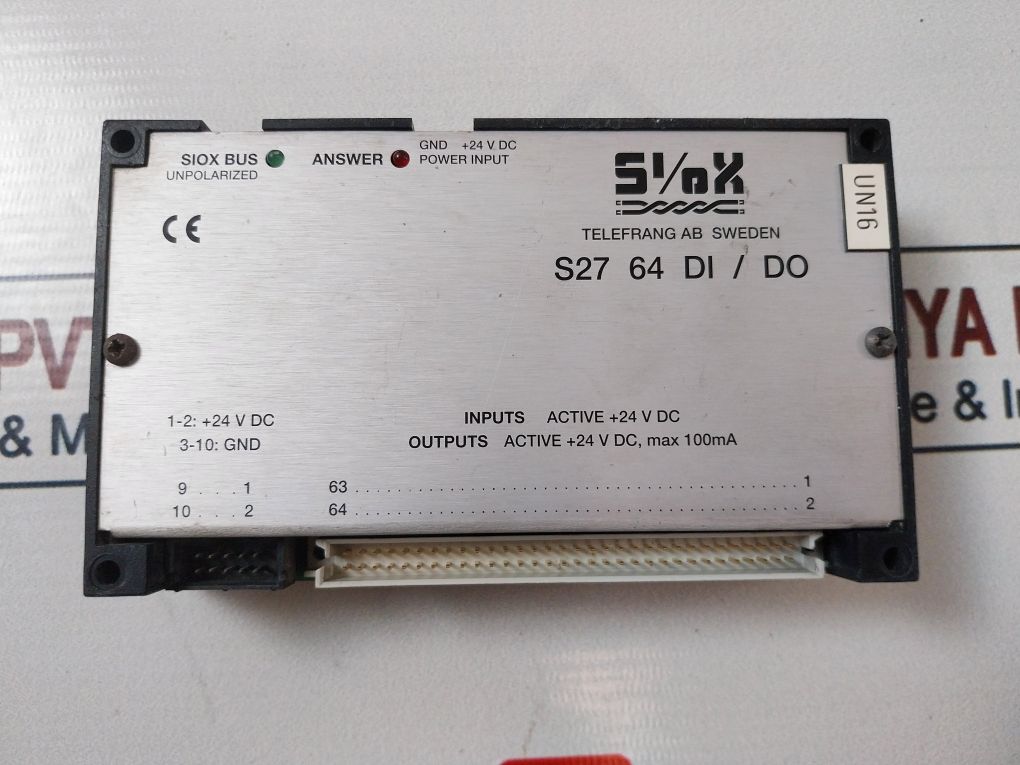 SIOX BUS
UNPOLARIZED
ANSWER
GND +24 V DC
POWER INPUT
SIOX
TELEFRANG AB SWEDEN
S27 64 DI / DO
UN16
CE
1-2: +24 V DC
3-10: GND
INPUTS ACTIVE +24 V DC
OUTPUTS ACTIVE +24 V DC, max 100mA
9 . . . . 1
10 . . . . 2
63 ........................................................ 1
64 ........................................................ 2
PV
& M
YA
e & I